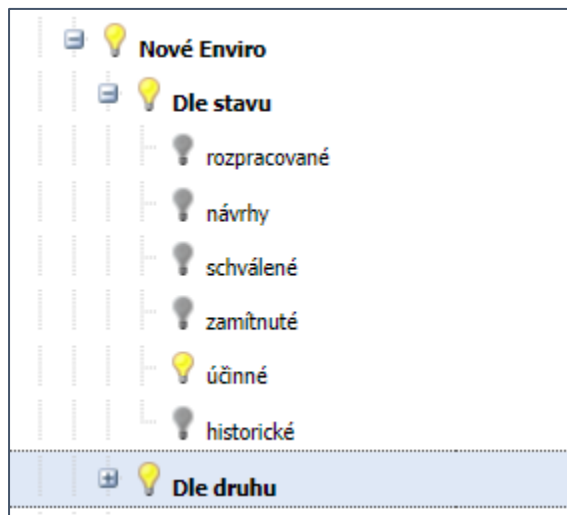 Nové Enviro
Dle stavu
rozpracované
návrhy
schválené
zamítnuté
účinné
historické
Dle druhu